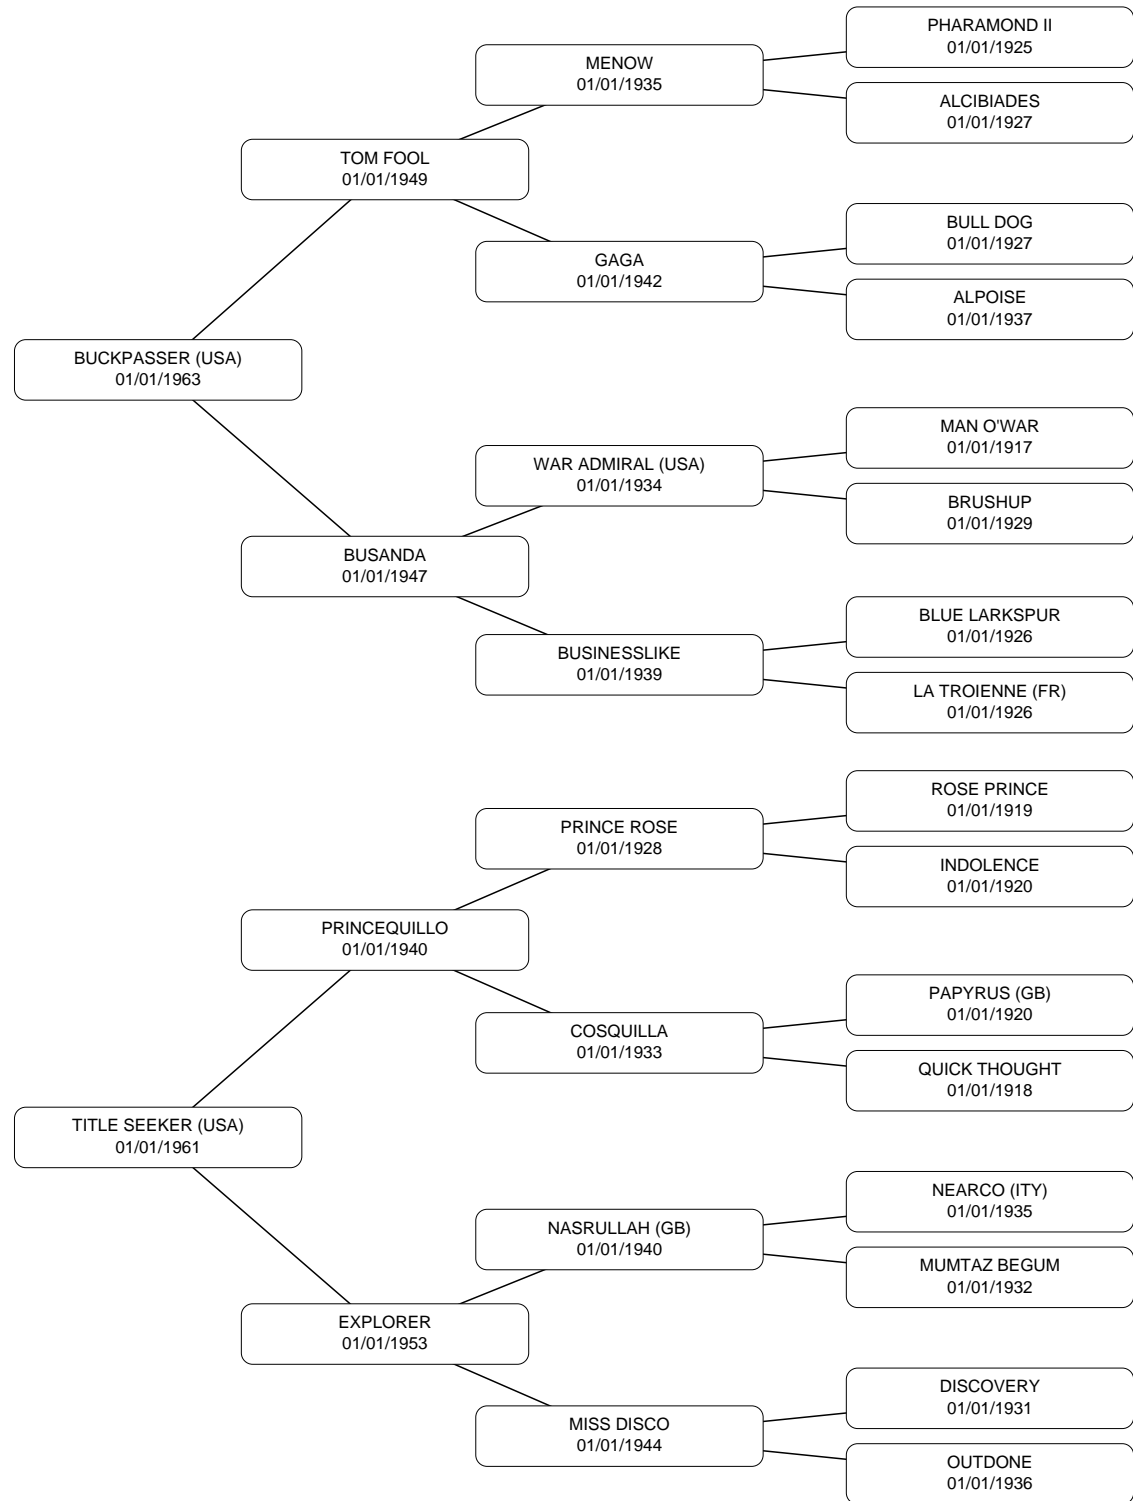 PHARAMOND II
01/01/1925
MENOW
01/01/1935
ALCIBIADES
01/01/1927
TOM FOOL
01/01/1949
BULL DOG
01/01/1927
GAGA
01/01/1942
ALPOISE
01/01/1937
BUCKPASSER (USA)
01/01/1963
MAN O'WAR
01/01/1917
WAR ADMIRAL (USA)
01/01/1934
BRUSHUP
01/01/1929
BUSANDA
01/01/1947
BLUE LARKSPUR
01/01/1926
BUSINESSLIKE
01/01/1939
LA TROIENNE (FR)
01/01/1926
ROSE PRINCE
01/01/1919
PRINCE ROSE
01/01/1928
INDOLENCE
01/01/1920
PRINCEQUILLO
01/01/1940
PAPYRUS (GB)
01/01/1920
COSQUILLA
01/01/1933
QUICK THOUGHT
01/01/1918
TITLE SEEKER (USA)
01/01/1961
NEARCO (ITY)
01/01/1935
NASRULLAH (GB)
01/01/1940
MUMTAZ BEGUM
01/01/1932
EXPLORER
01/01/1953
DISCOVERY
01/01/1931
MISS DISCO
01/01/1944
OUTDONE
01/01/1936